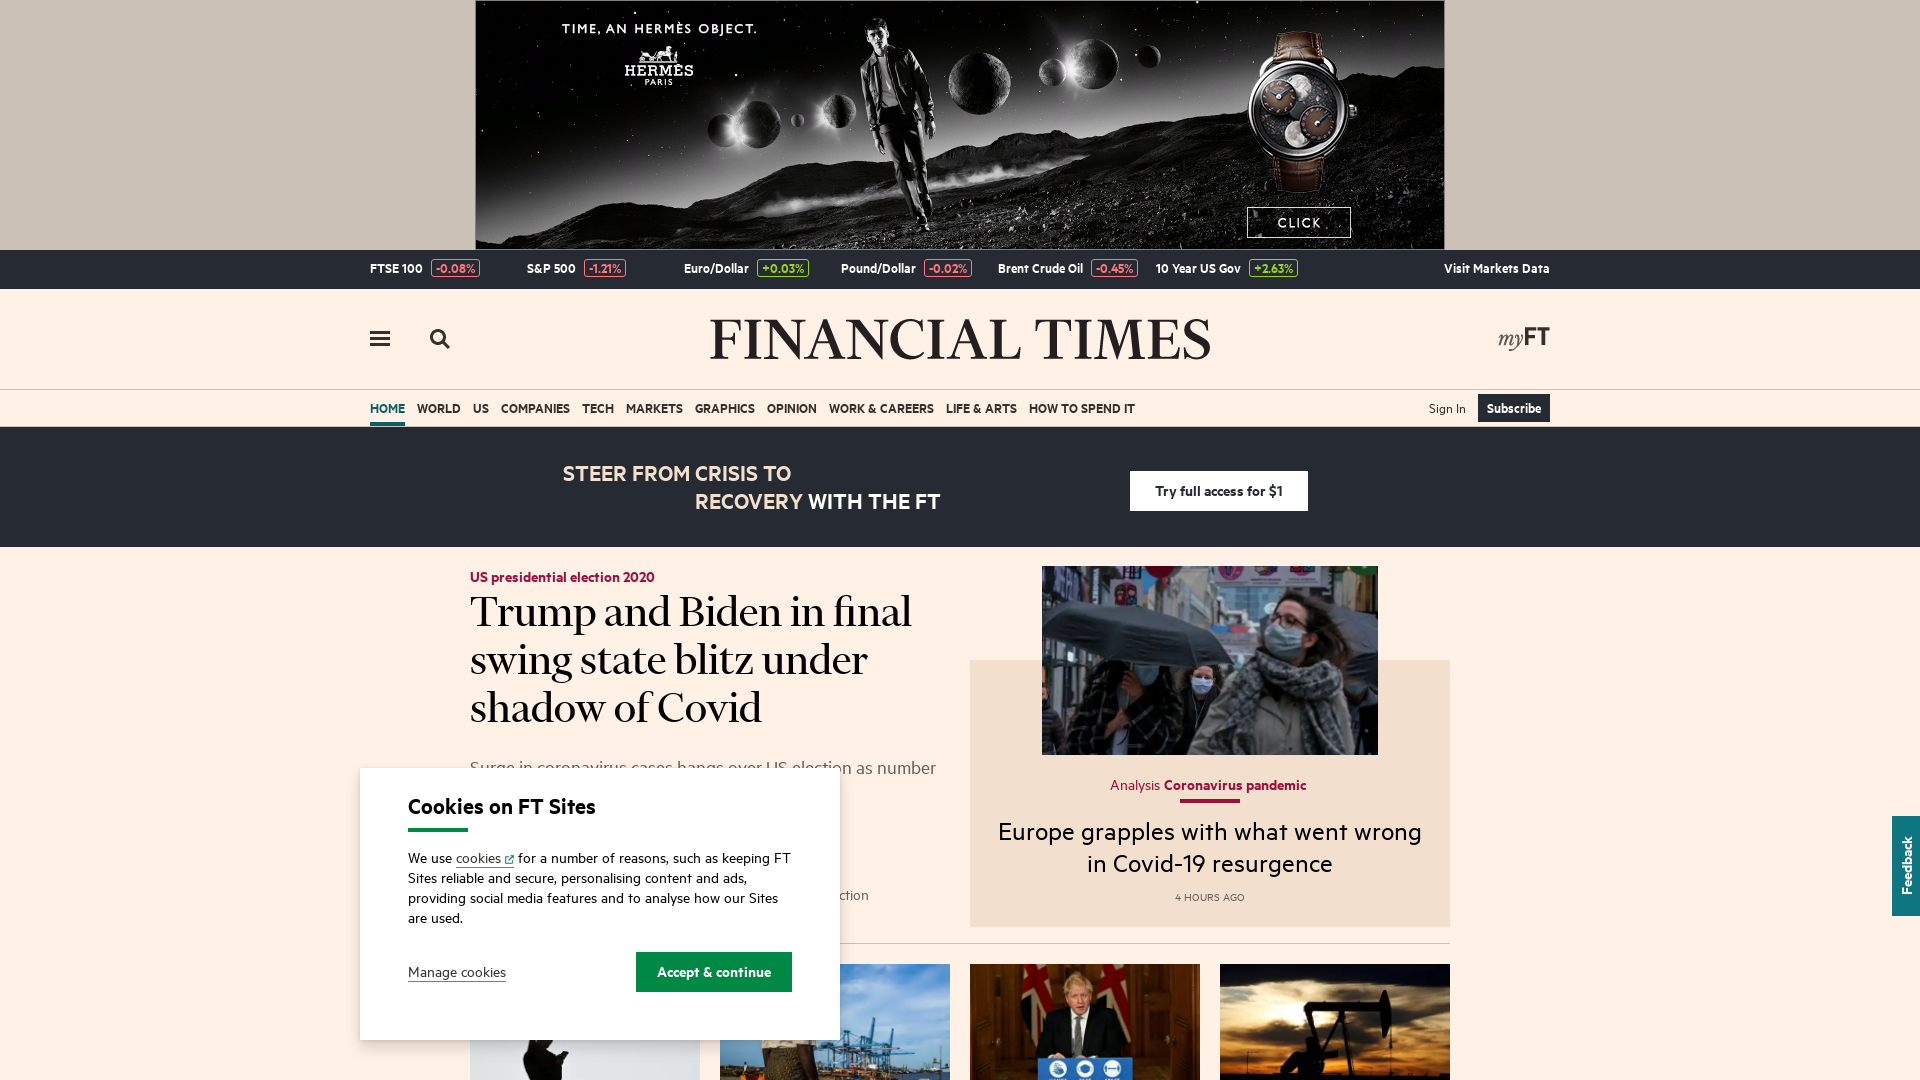 TIME, AN HERMÈS OBJECT.
HERMÈS
PARIS
CLICK
FTSE 100 -0.08% S&P 500 -1.21% Euro/Dollar +0.03% Pound/Dollar -0.02% Brent Crude Oil -0.45% 10 Year US Gov +2.63% Visit Markets Data
FINANCIAL TIMES
myFT
HOME WORLD US COMPANIES TECH MARKETS GRAPHICS OPINION WORK & CAREERS LIFE & ARTS HOW TO SPEND IT Sign In Subscribe
STEER FROM CRISIS TO
RECOVERY WITH THE FT
Try full access for $1
US presidential election 2020
Trump and Biden in final
swing state blitz under
shadow of Covid
Surge in coronavirus cases hangs over US election as number
Analysis Coronavirus pandemic
Europe grapples with what went wrong
in Covid-19 resurgence
4 HOURS AGO
Cookies on FT Sites
We use cookies for a number of reasons, such as keeping FT
Sites reliable and secure, personalising content and ads,
providing social media features and to analyse how our Sites
are used.
Manage cookies
Accept & continue
Feedback